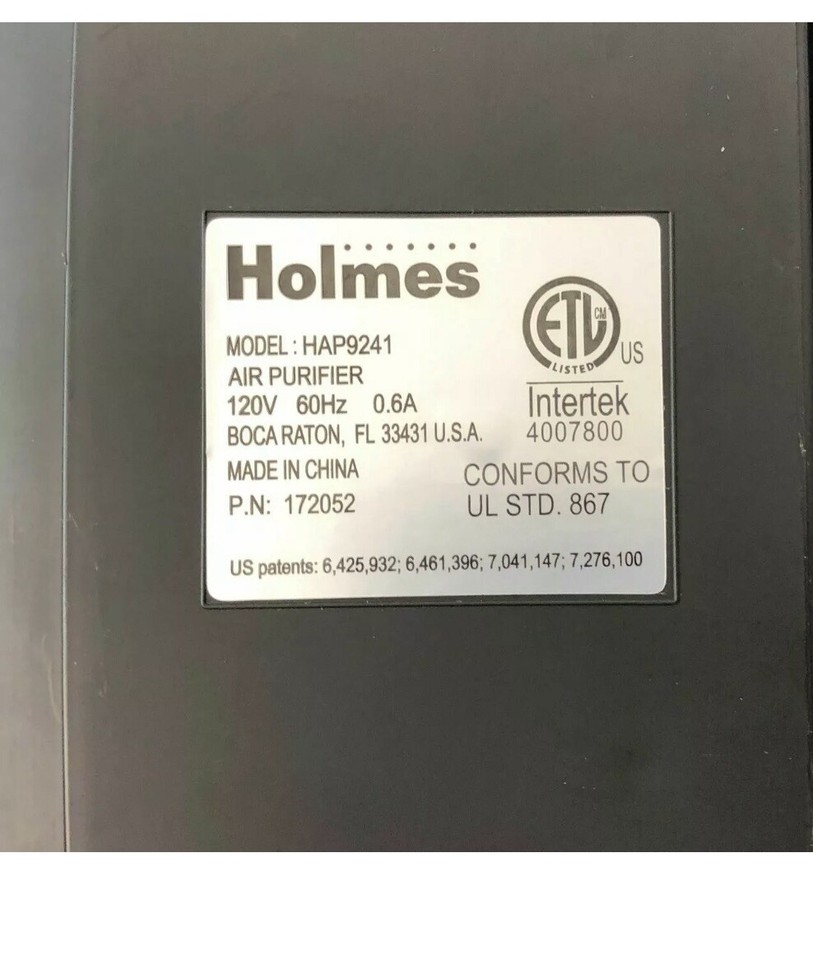 Holmes
MODEL : HAP9241
AIR PURIFIER
120V 60Hz 0.6A
BOCA RATON, FL 33431 U.S.A.
MADE IN CHINA
P.N: 172052
ETL CM
LISTED
US
Intertek
4007800
CONFORMS TO
UL STD. 867
US patents: 6,425,932; 6,461,396; 7,041,147; 7,276,100